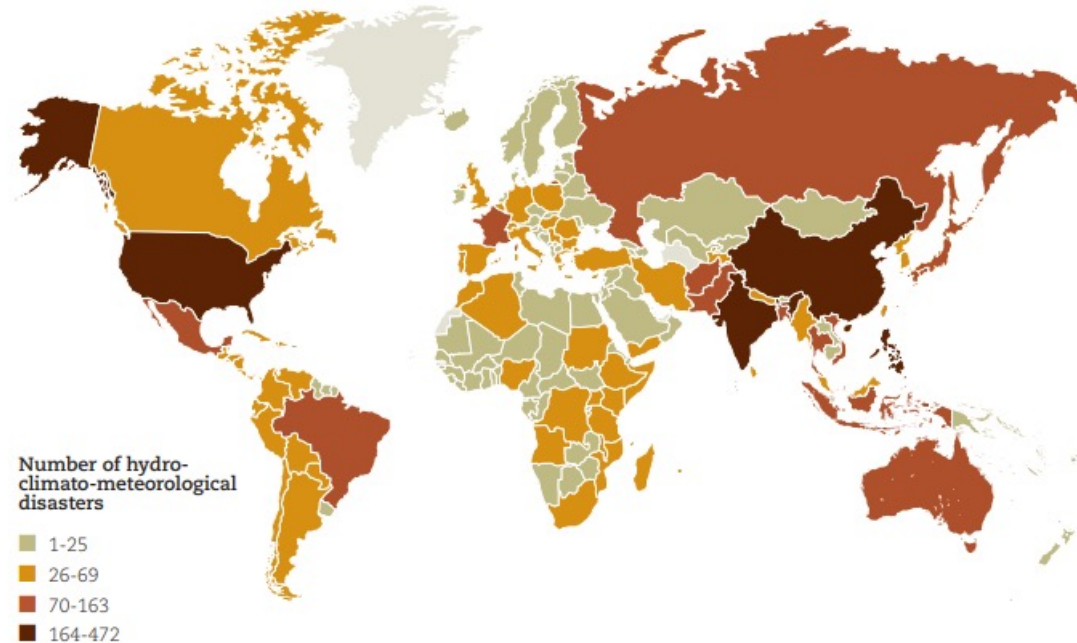 Number of hydro-
climato-meteorological
disasters
1-25
26-69
70-163
164-472